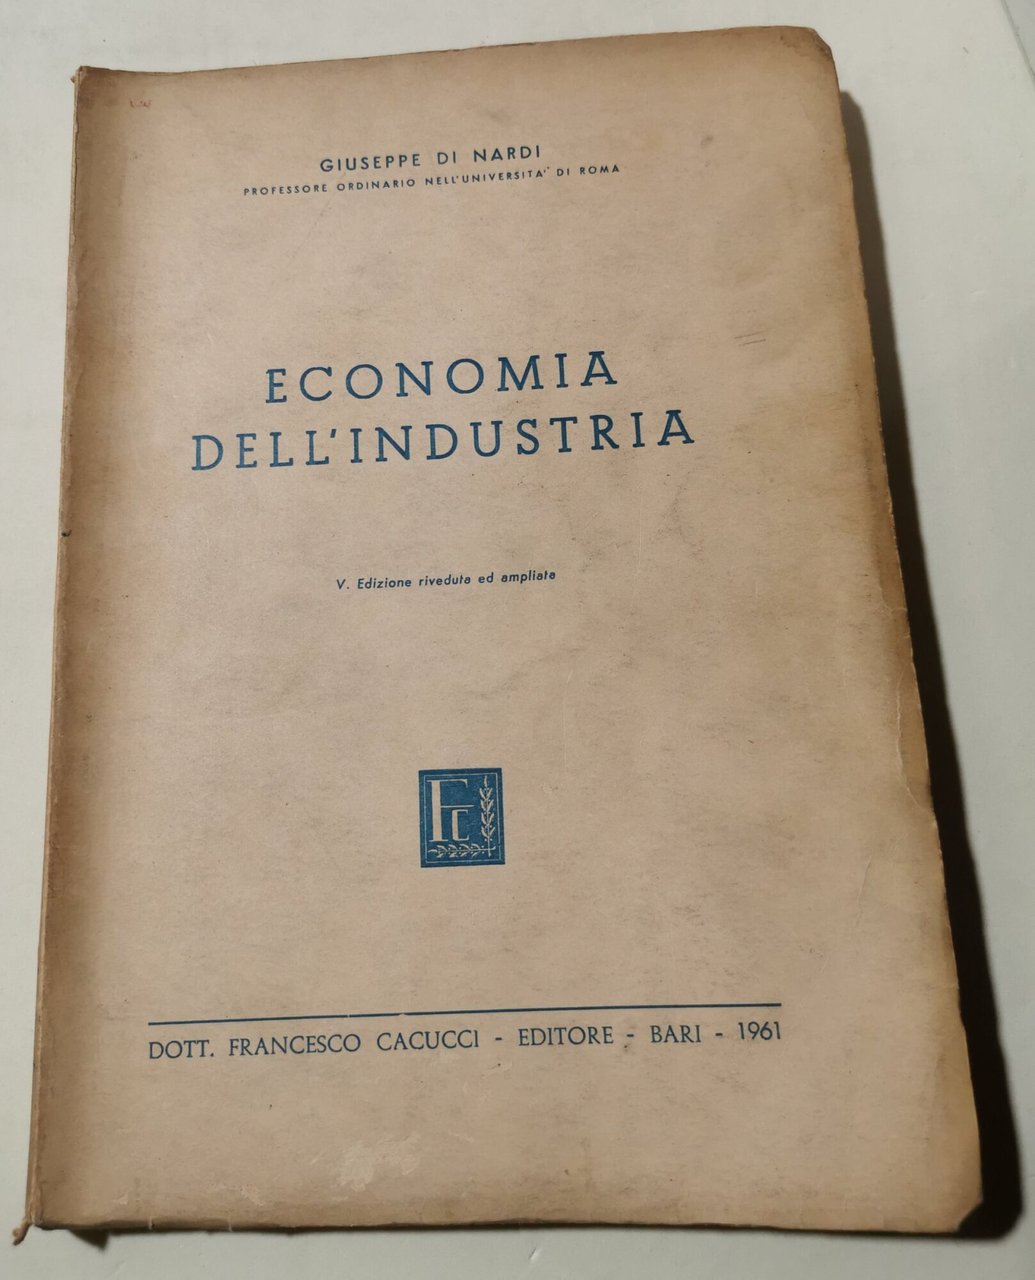 GIUSEPPE DI NARDI
PROFESSORE ORDINARIO NELL'UNIVERSITA' DI ROMA
ECONOMIA
DELL'INDUSTRIA
V. Edizione riveduta ed ampliata
FC
DOTT. FRANCESCO CACUCCI - EDITORE - BARI - 1961